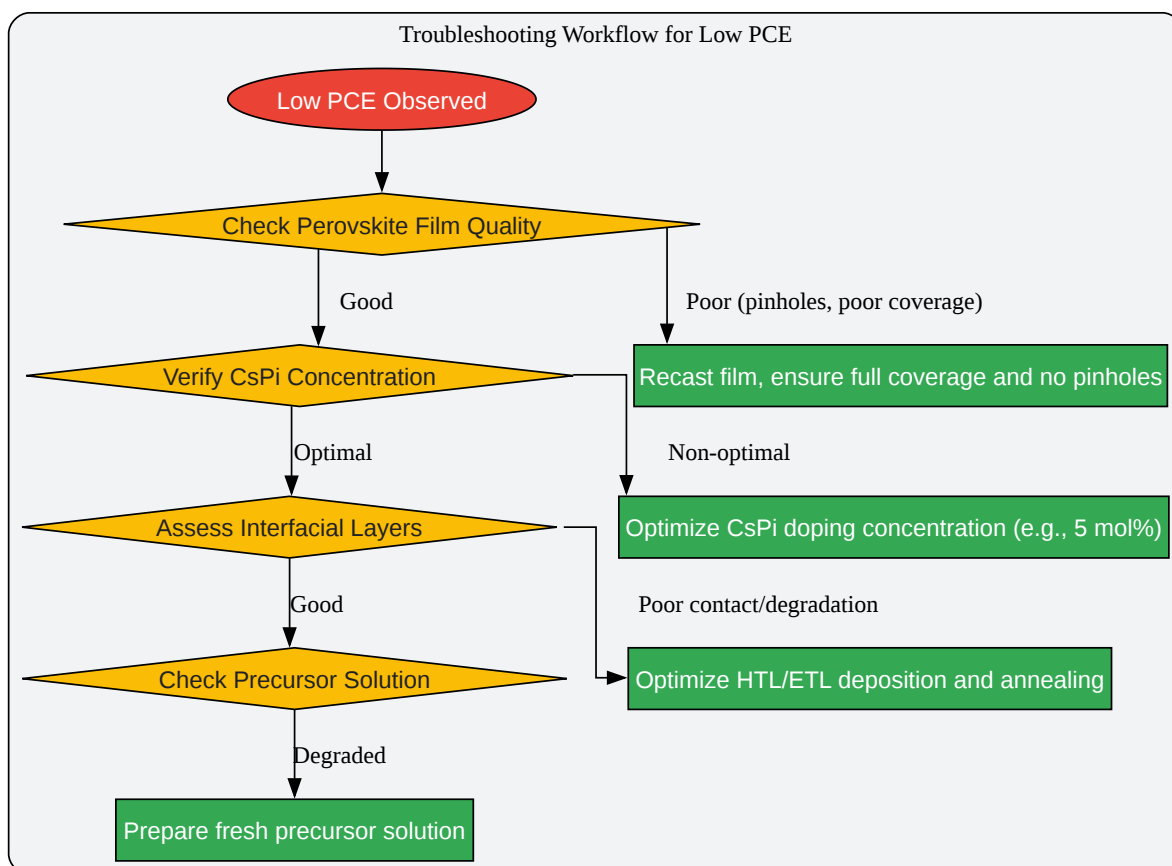 Troubleshooting Workflow for Low PCE
Low PCE Observed
Check Perovskite Film Quality
Good
Poor (pinholes, poor coverage)
Verify CsPi Concentration
Recast film, ensure full coverage and no pinholes
Optimal
Non-optimal
Assess Interfacial Layers
Optimize CsPi doping concentration (e.g., 5 mol%)
Good
Poor contact/degradation
Check Precursor Solution
Optimize HTL/ETL deposition and annealing
Degraded
Prepare fresh precursor solution